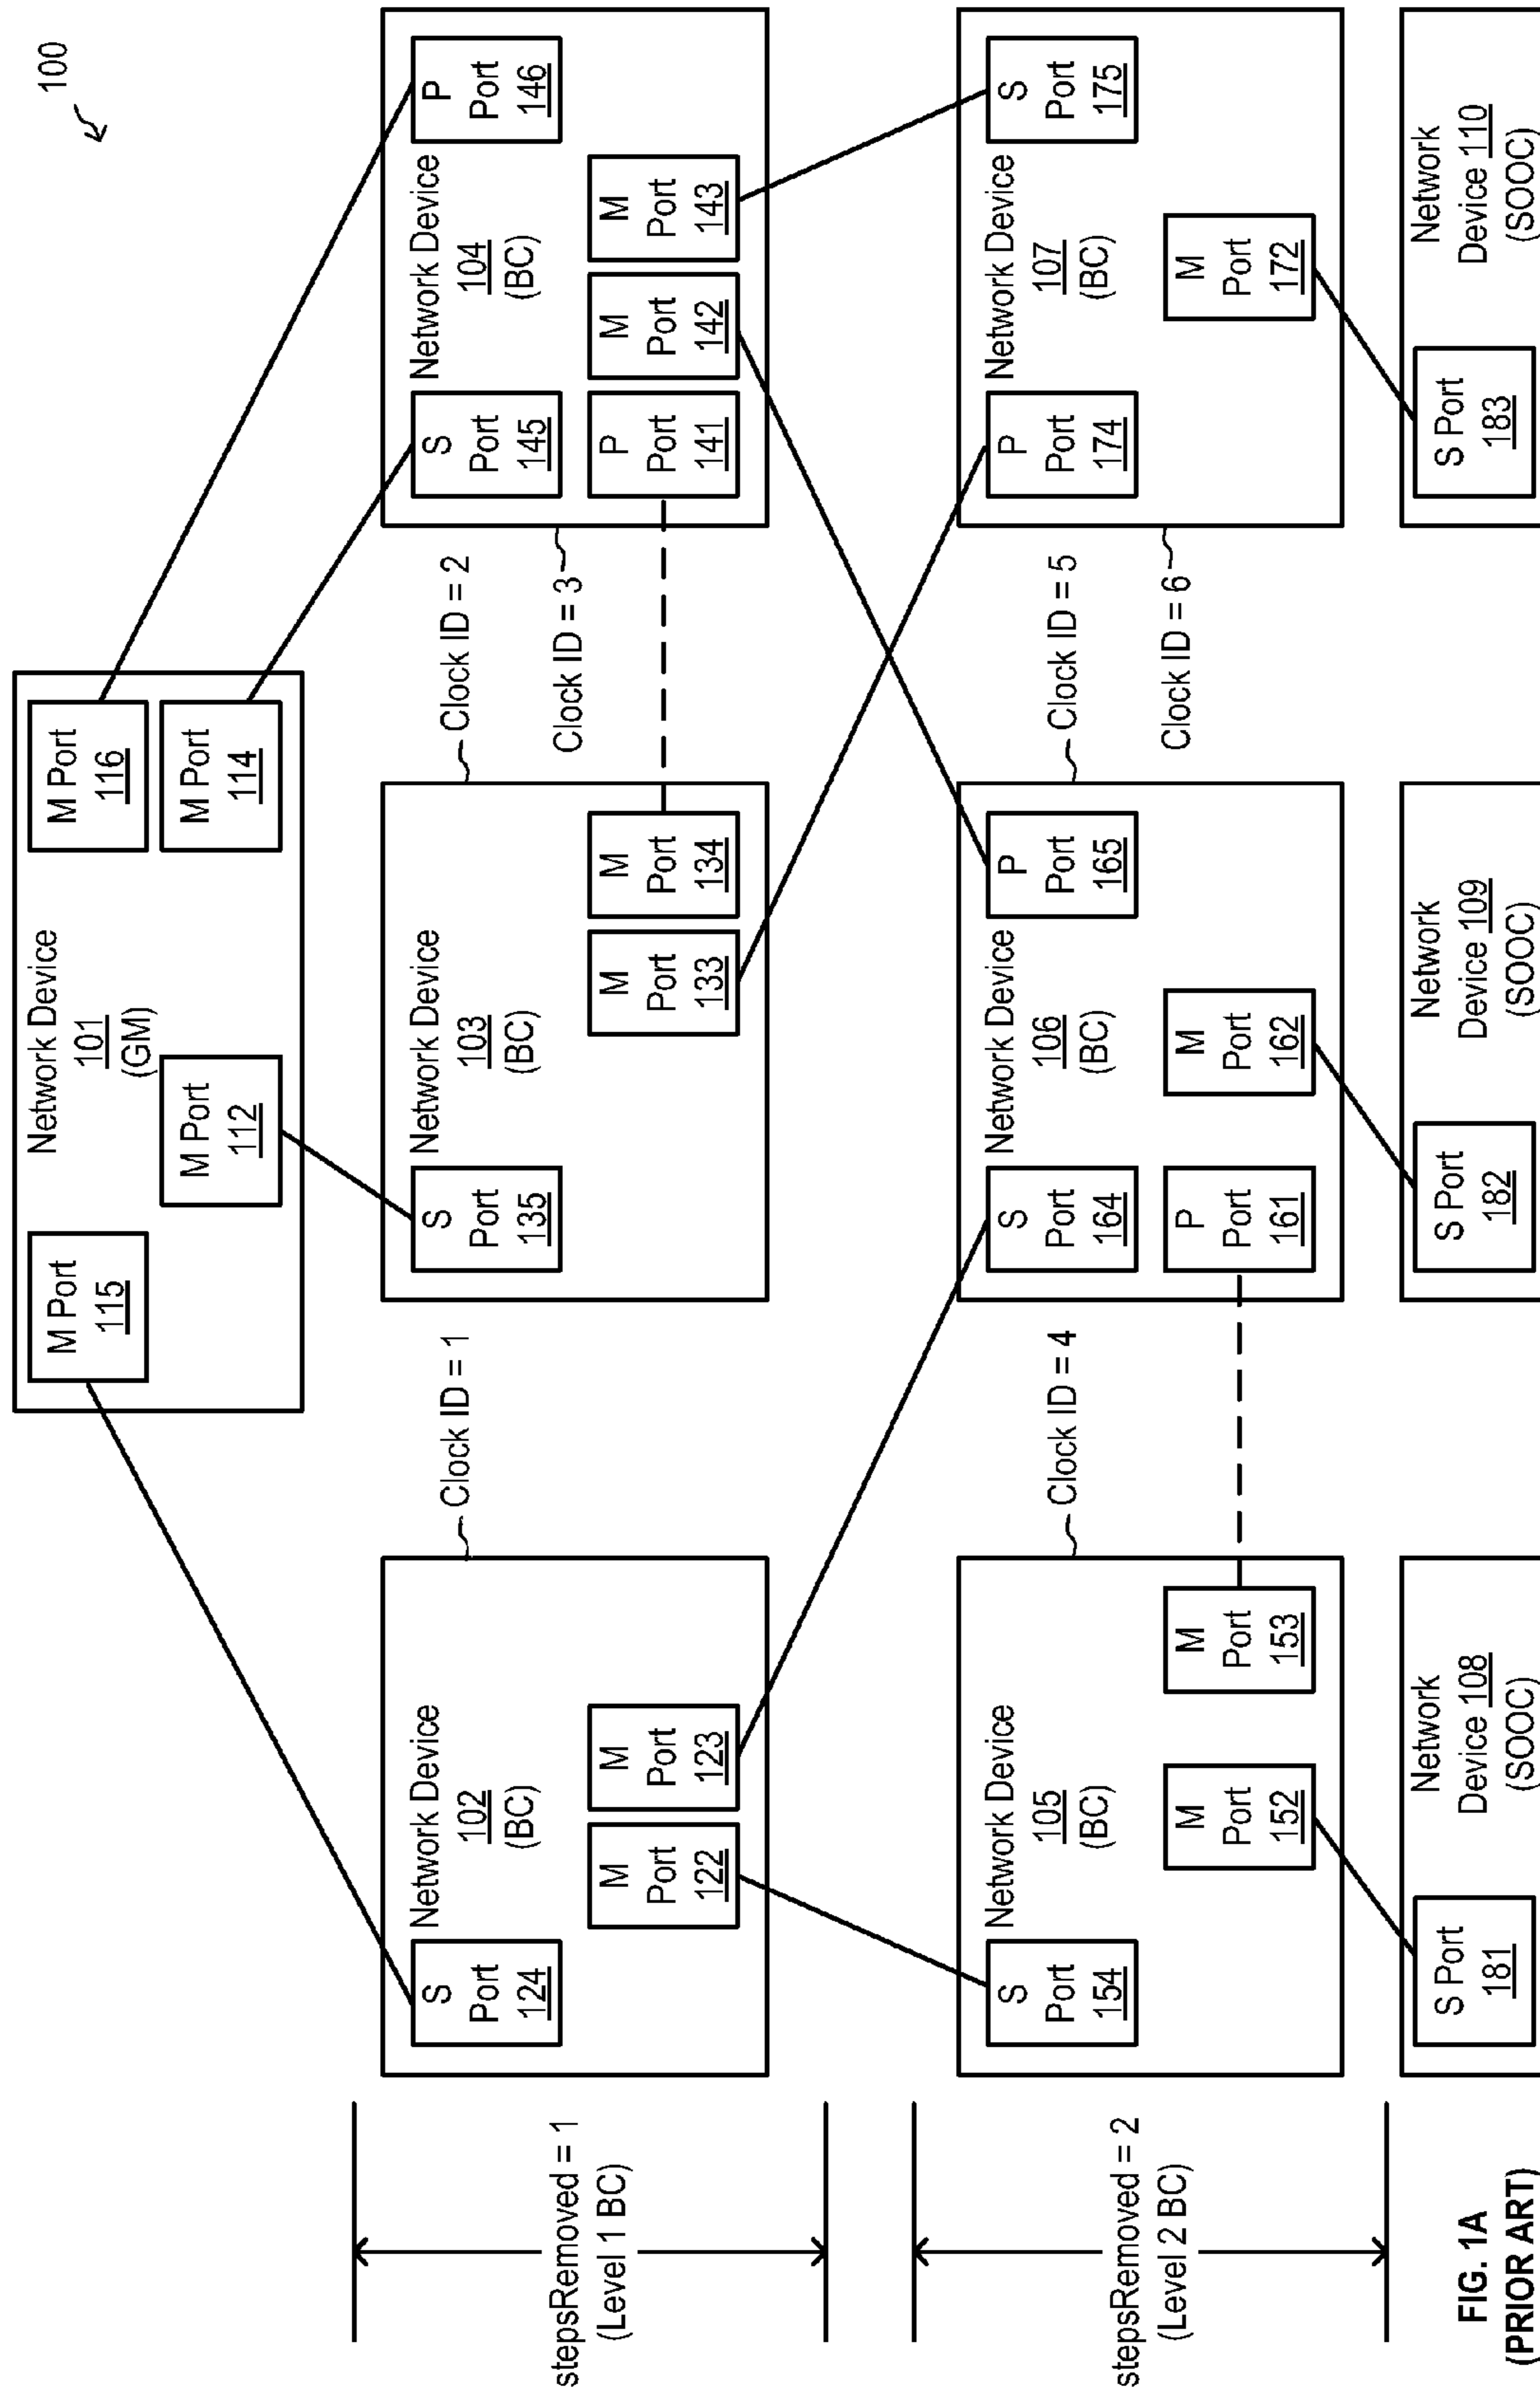 100
Network Device
101
(GM)
M Port
115
M Port
112
M Port
116
M Port
114
stepsRemoved = 1
(Level 1 BC)
Network Device
102
(BC)
S
Port
124
M
Port
122
M
Port
123
Clock ID = 1
Network Device
103
(BC)
S
Port
135
M
Port
133
M
Port
134
Clock ID = 2
Clock ID = 3
Network Device
104
(BC)
S
Port
145
P
Port
146
P
Port
141
M
Port
142
M
Port
143
stepsRemoved = 2
(Level 2 BC)
Network Device
105
(BC)
S
Port
154
M
Port
152
M
Port
153
Clock ID = 4
Network Device
106
(BC)
S
Port
164
P
Port
165
P
Port
161
M
Port
162
Clock ID = 5
Clock ID = 6
Network Device
107
(BC)
P
Port
174
S
Port
175
M
Port
172
S Port
181
Network
Device 108
(SOOC)
S Port
182
Network
Device 109
(SOOC)
S Port
183
Network
Device 110
(SOOC)
FIG. 1A
(PRIOR ART)